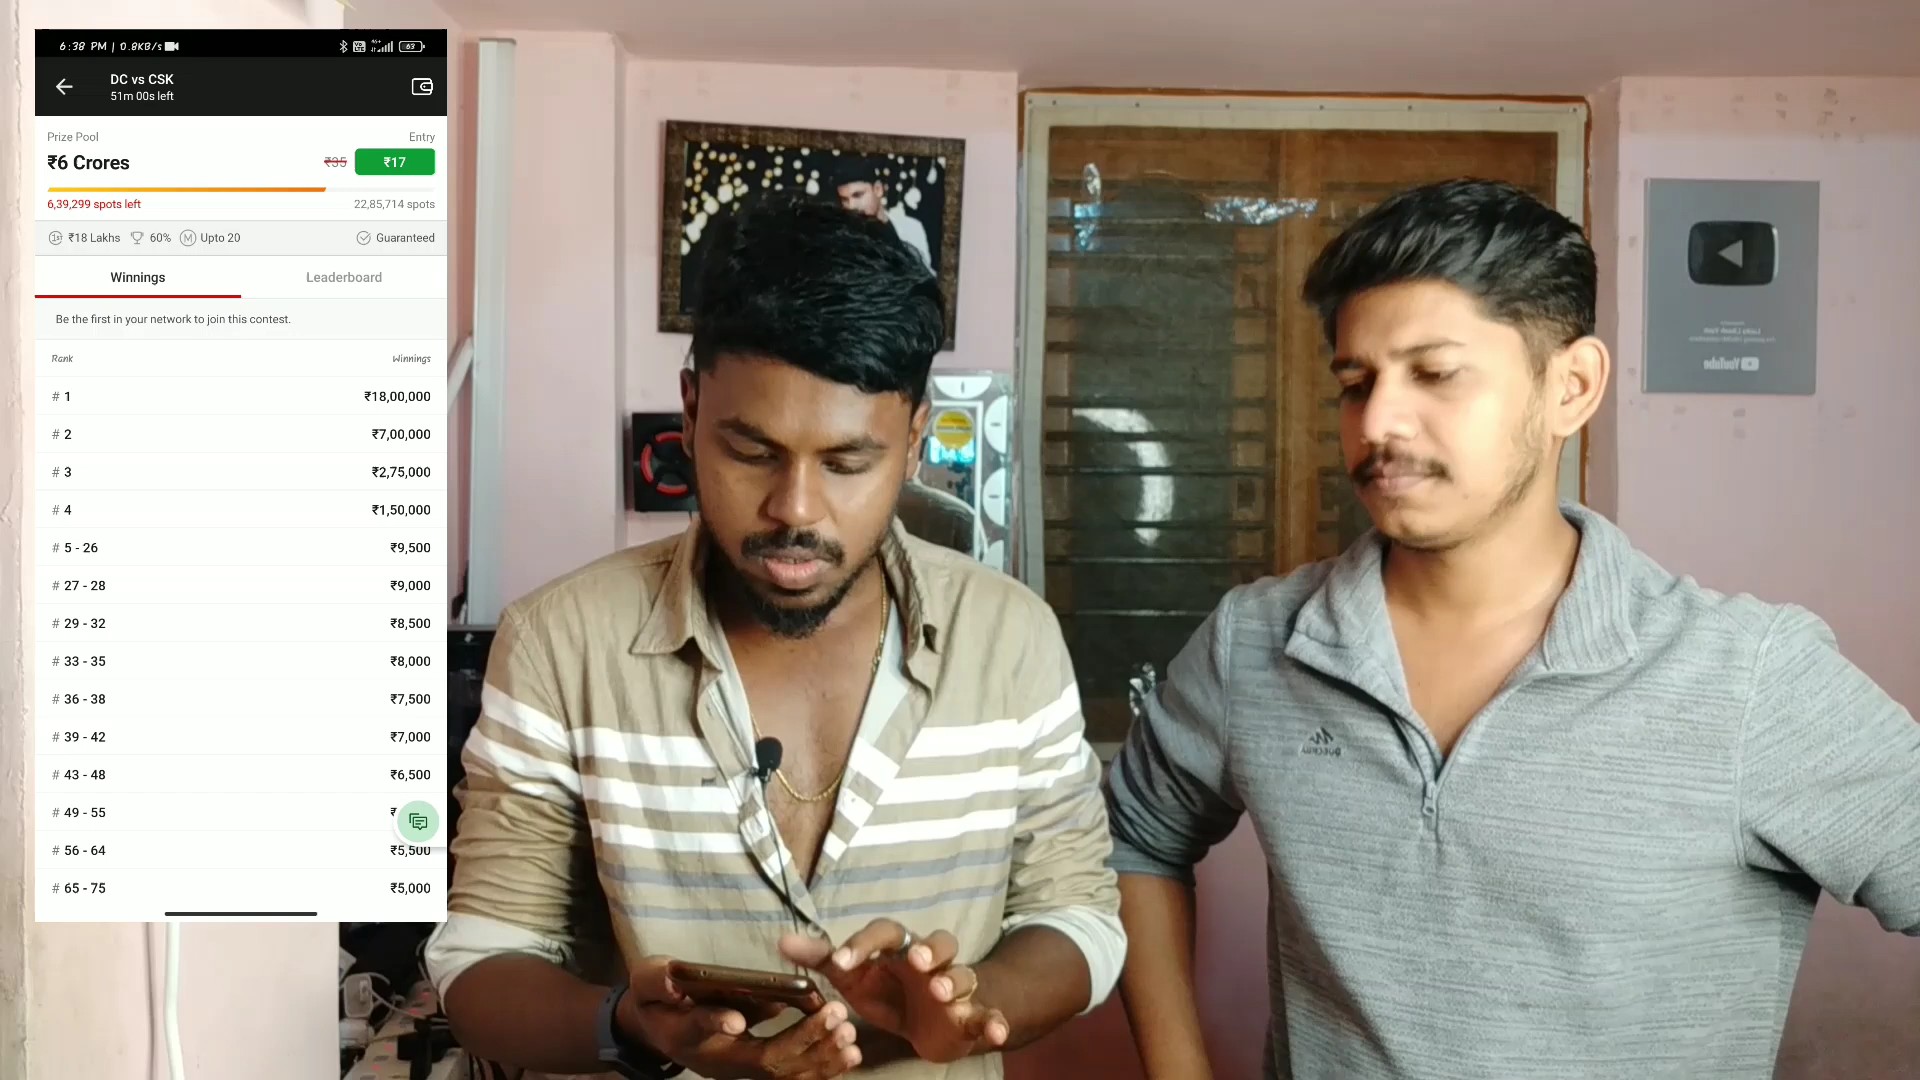 6:38 PM | 0.8KB/s
63
DC vs CSK
51m 00s left
Prize Pool
Entry
₹6 Crores
₹35
₹17
6,39,299 spots left
22,85,714 spots
1st ₹18 Lakhs
60%
M Upto 20
Guaranteed
Winnings
Leaderboard
Be the first in your network to join this contest.
Rank
Winnings
# 1
₹18,00,000
# 2
₹7,00,000
# 3
₹2,75,000
# 4
₹1,50,000
# 5 - 26
₹9,500
# 27 - 28
₹9,000
# 29 - 32
₹8,500
# 33 - 35
₹8,000
# 36 - 38
₹7,500
# 39 - 42
₹7,000
# 43 - 48
₹6,500
# 49 - 55
₹
# 56 - 64
₹5,500
# 65 - 75
₹5,000
YouTube